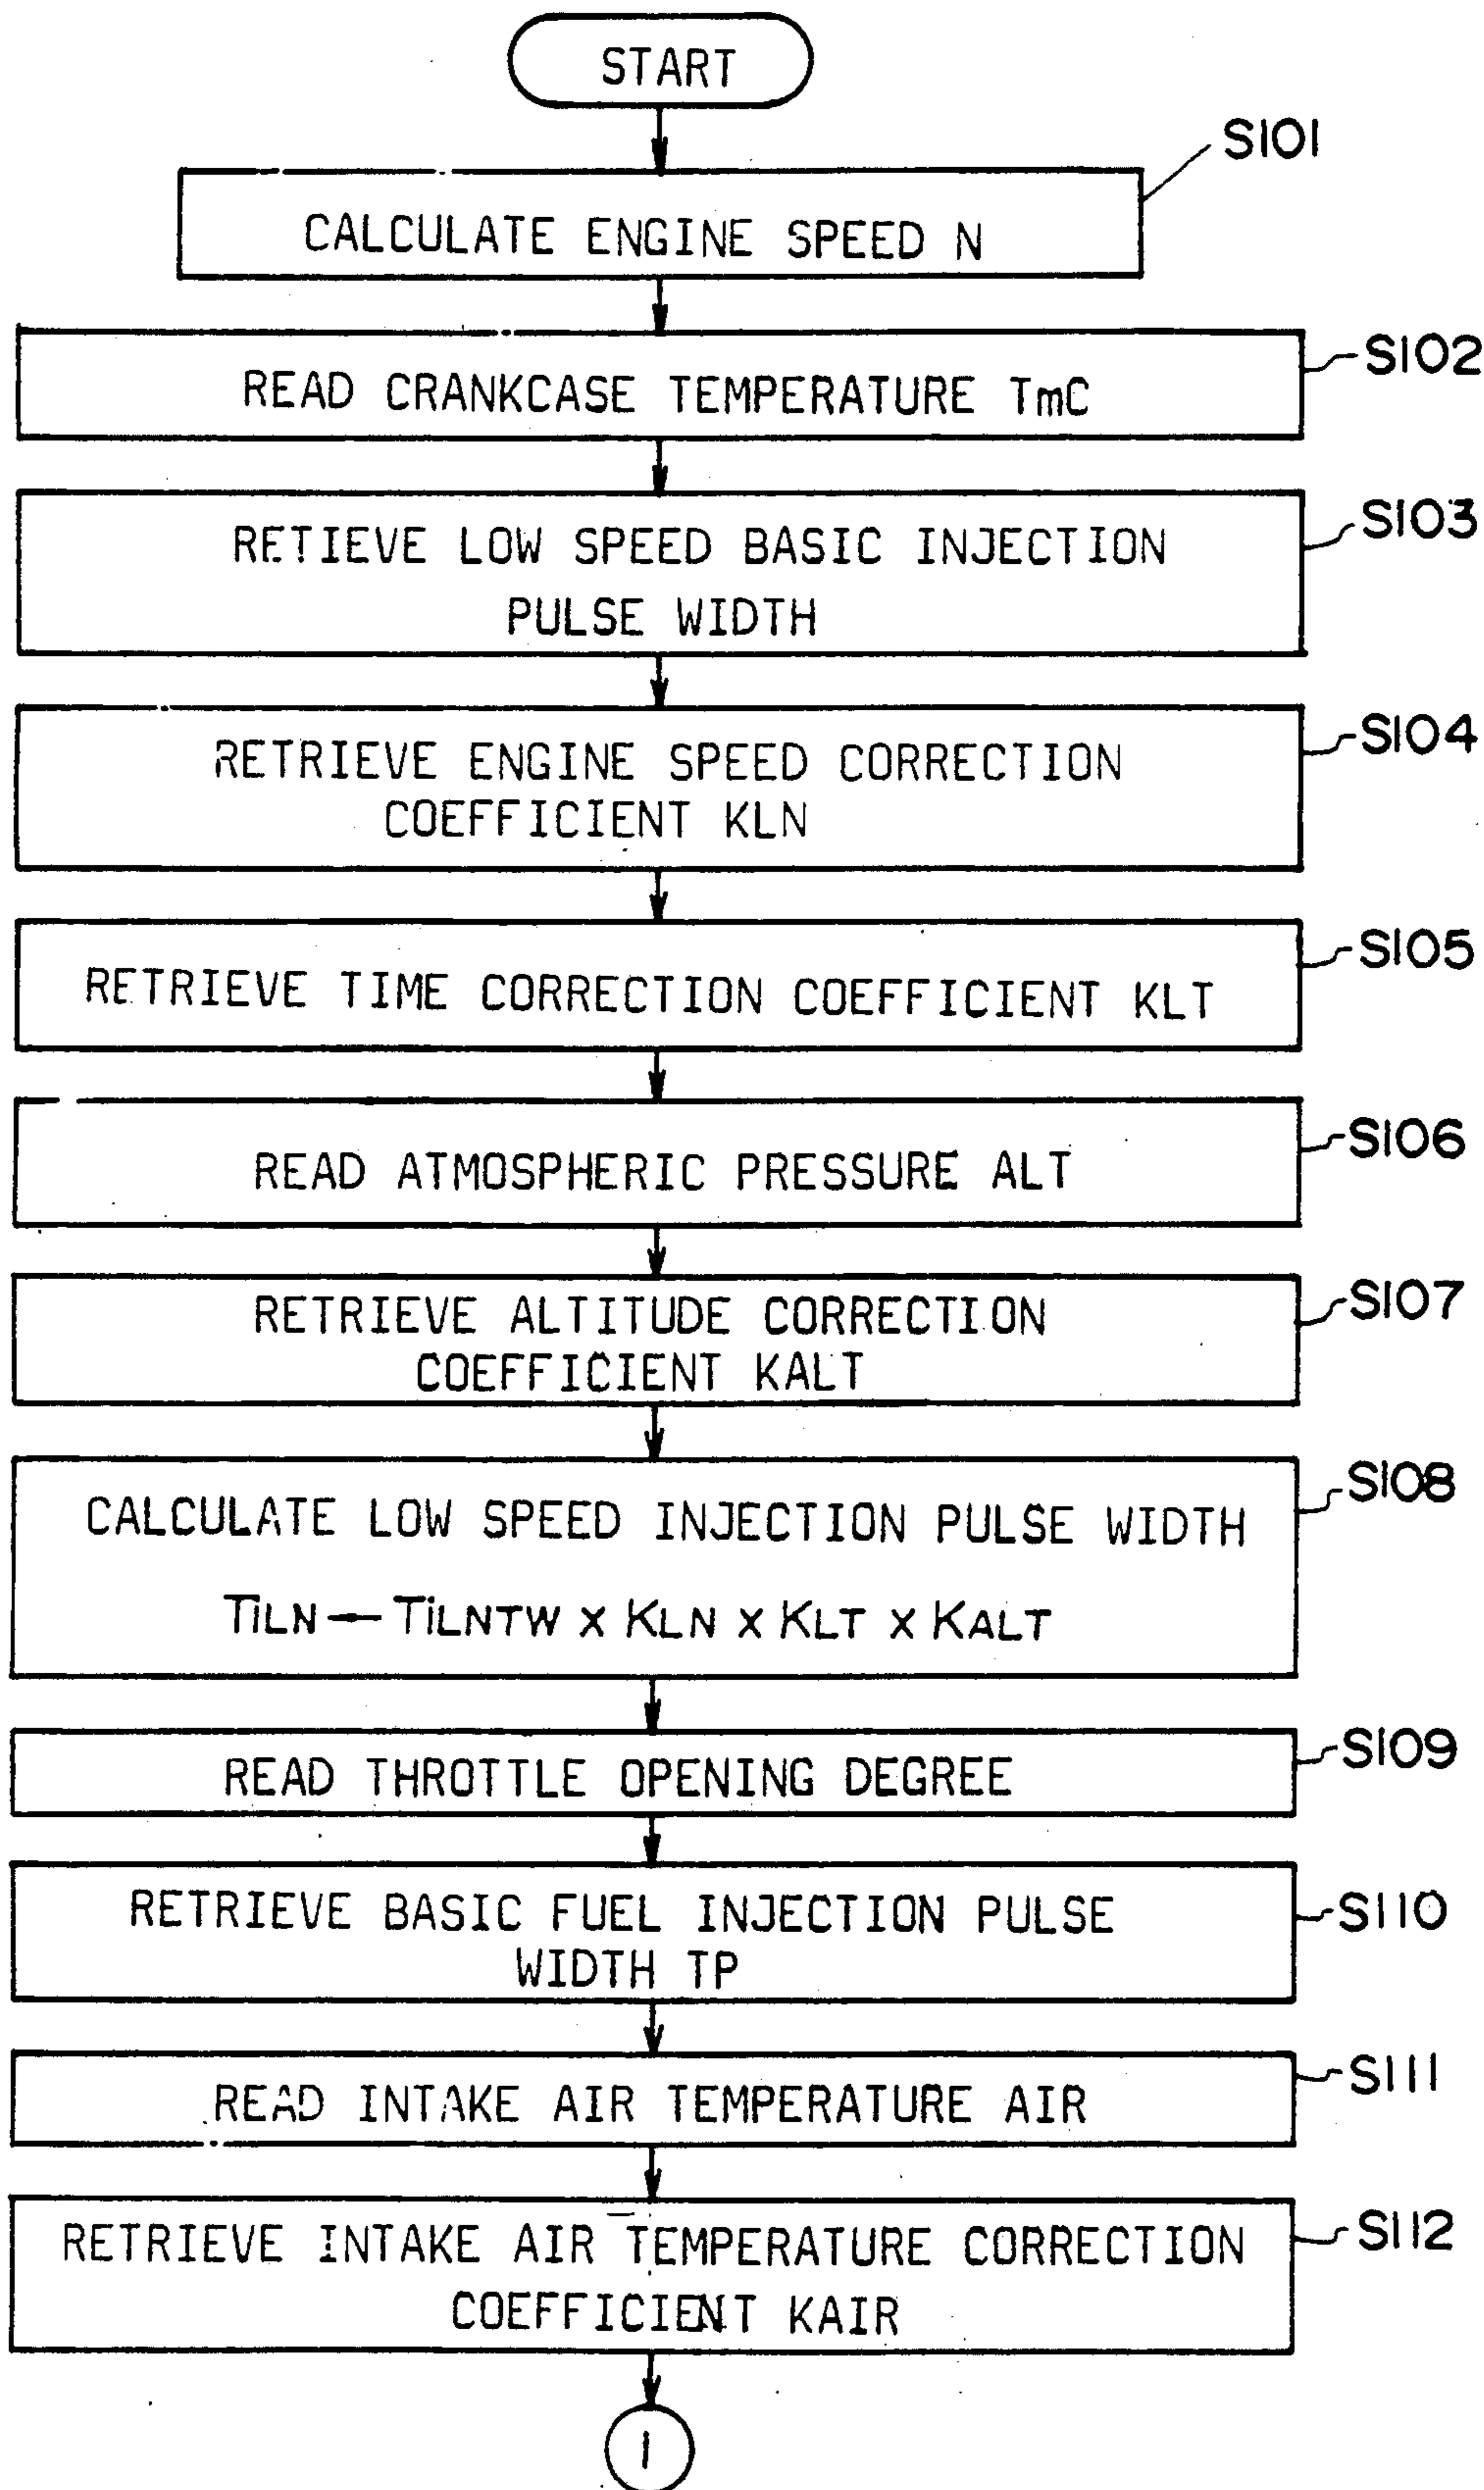 START
S101
CALCULATE ENGINE SPEED N
S102
READ CRANKCASE TEMPERATURE TmC
S103
RETIEVE LOW SPEED BASIC INJECTION
PULSE WIDTH
S104
RETRIEVE ENGINE SPEED CORRECTION
COEFFICIENT KLN
S105
RETRIEVE TIME CORRECTION COEFFICIENT KLT
S106
READ ATMOSPHERIC PRESSURE ALT
S107
RETRIEVE ALTITUDE CORRECTION
COEFFICIENT KALT
S108
CALCULATE LOW SPEED INJECTION PULSE WIDTH
TiLN — TiLNTW x KLN x KLT x KALT
S109
READ THROTTLE OPENING DEGREE
S110
RETRIEVE BASIC FUEL INJECTION PULSE
WIDTH TP
S111
READ INTAKE AIR TEMPERATURE AIR
S112
RETRIEVE INTAKE AIR TEMPERATURE CORRECTION
COEFFICIENT KAIR
1